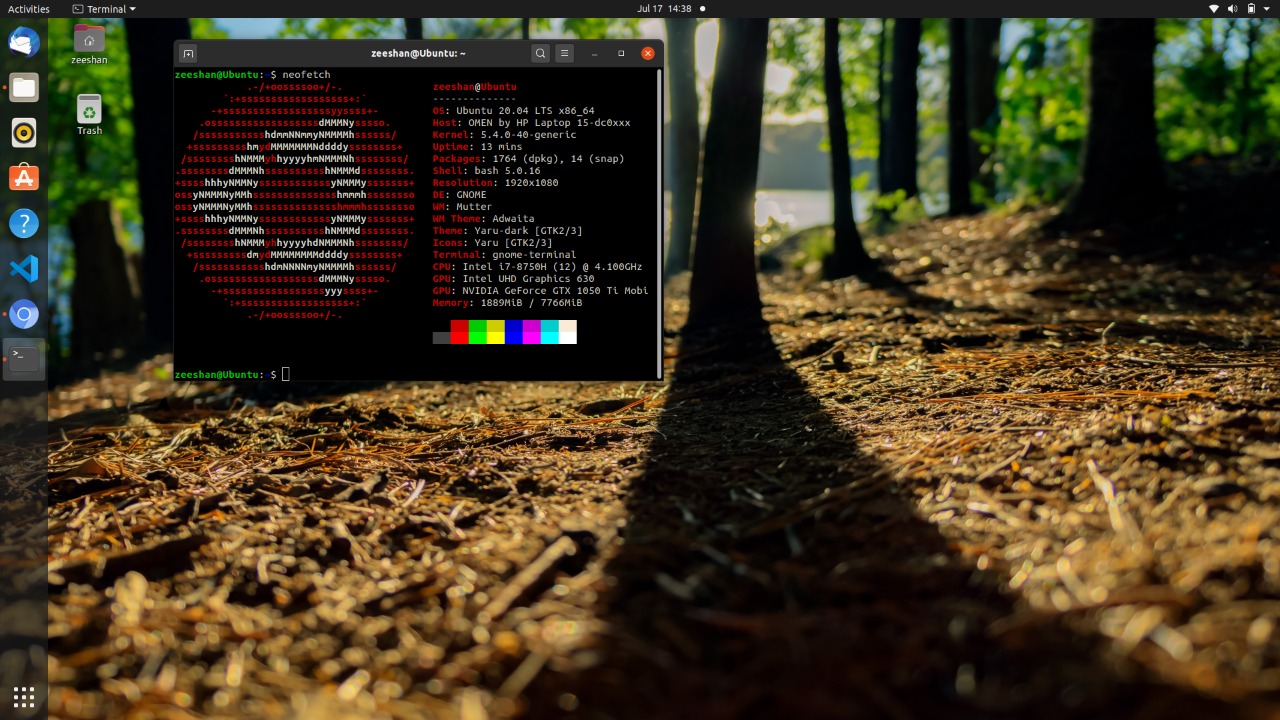 Activities
Terminal
Jul 17 14:38
zeeshan
Trash
zeeshan@Ubuntu: ~
zeeshan@Ubuntu:~$ neofetch
.-/+oossssoo+/-.
`:+ssssssssssssssssss+:`
-+ssssssssssssssssssyyssss+-
.ossssssssssssssssssdMMMNysssso.
/ssssssssssshdmmNNmmyNMMMMhssssss/
+ssssssssshmydMMMMMMMNddddyssssssss+
/sssssssshNMMMyhhyyyyhmNMMMNhssssssss/
.ssssssssdMMMNhsssssssssshNMMMdssssssss.
+sssshhhyNMMNyssssssssssssyNMMMysssssss+
ossyNMMMNyMMhsssssssssssssshmmmhssssssso
ossyNMMMNyMMhsssssssssssssshmmmhssssssso
+sssshhhyNMMNyssssssssssssyNMMMysssssss+
.ssssssssdMMMNhsssssssssshNMMMdssssssss.
/sssssssshNMMMyhhyyyyhdNMMMNhssssssss/
+sssssssssdmydMMMMMMMMddddyssssssss+
/ssssssssssshdmNNNNmyNMMMMhssssss/
.ossssssssssssssssssdMMMNysssso.
-+sssssssssssssssssyyyssss+-
`:+ssssssssssssssssss+:`
.-/+oossssoo+/-.
zeeshan@Ubuntu
--------------
OS: Ubuntu 20.04 LTS x86_64
Host: OMEN by HP Laptop 15-dc0xxx
Kernel: 5.4.0-40-generic
Uptime: 13 mins
Packages: 1764 (dpkg), 14 (snap)
Shell: bash 5.0.16
Resolution: 1920x1080
DE: GNOME
WM: Mutter
WM Theme: Adwaita
Theme: Yaru-dark [GTK2/3]
Icons: Yaru [GTK2/3]
Terminal: gnome-terminal
CPU: Intel i7-8750H (12) @ 4.100GHz
GPU: Intel UHD Graphics 630
GPU: NVIDIA GeForce GTX 1050 Ti Mobi
Memory: 1889MiB / 7766MiB
zeeshan@Ubuntu:~$